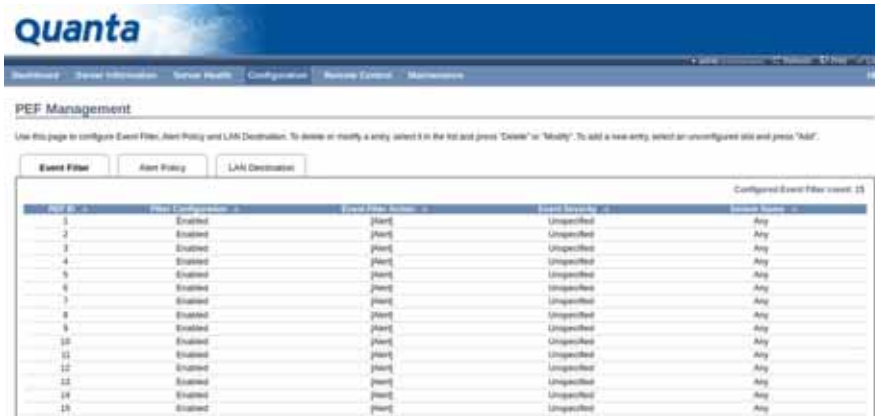 Quanta
admin Refresh Print
Dashboard Server Information Server Health Configuration Remote Control Maintenance
PEF Management
Use this page to configure Event Filter, Alert Policy and LAN Destination. To delete or modify a entry, select it in the list and press "Delete" or "Modify". To add a new entry, select an unconfigured slot and press "Add".
Event Filter Alert Policy LAN Destination
Configured Event Filter count: 15
PEF ID Filter Configuration Event Filter Action Event Severity Sensor Name
1 Enabled [Alert] Unspecified Any
2 Enabled [Alert] Unspecified Any
3 Enabled [Alert] Unspecified Any
4 Enabled [Alert] Unspecified Any
5 Enabled [Alert] Unspecified Any
6 Enabled [Alert] Unspecified Any
7 Enabled [Alert] Unspecified Any
8 Enabled [Alert] Unspecified Any
9 Enabled [Alert] Unspecified Any
10 Enabled [Alert] Unspecified Any
11 Enabled [Alert] Unspecified Any
12 Enabled [Alert] Unspecified Any
13 Enabled [Alert] Unspecified Any
14 Enabled [Alert] Unspecified Any
15 Enabled [Alert] Unspecified Any